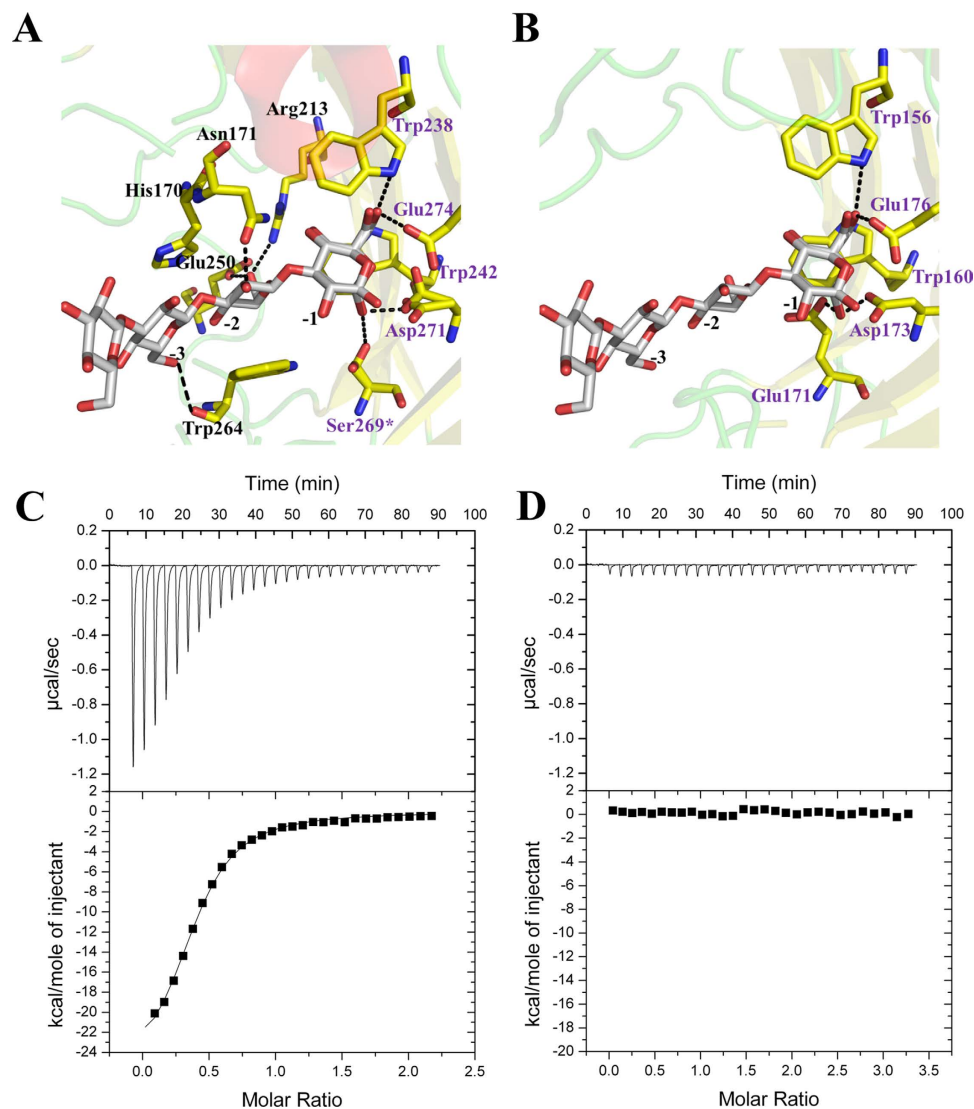 A
B
Arg213
Asn171
Trp238
His170
Glu274
Glu250
Trp242
-2
-1
Asp271
-3
Trp264
Ser269*
Trp156
Glu176
Trp160
-1
-2
Asp173
-3
Glu171
C
Time (min)
0 10 20 30 40 50 60 70 80 90 100
0.2
0.0
-0.2
-0.4
-0.6
-0.8
-1.0
-1.2
µcal/sec
2
0
-2
-4
-6
-8
-10
-12
-14
-16
-18
-20
-22
-24
kcal/mole of injectant
0.0 0.5 1.0 1.5 2.0 2.5
Molar Ratio
D
Time (min)
0 10 20 30 40 50 60 70 80 90 100
0.2
0.0
-0.2
-0.4
-0.6
-0.8
-1.0
-1.2
µcal/sec
2
0
-2
-4
-6
-8
-10
-12
-14
-16
-18
-20
kcal/mole of injectant
0.0 0.5 1.0 1.5 2.0 2.5 3.0 3.5
Molar Ratio